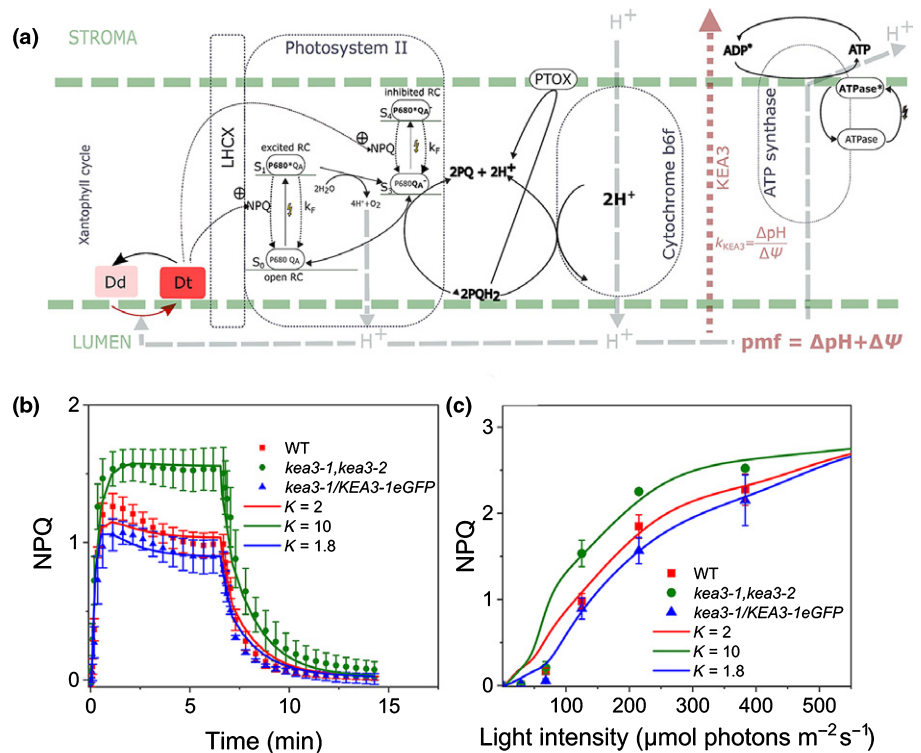 (a)
STROMA
Photosystem II
H+
H+
ADP*
ATP
PTOX
inhibited RC
S4
P680*QA-
ATPase*
ATPase
Xantophyll cycle
LHCX
excited RC
S1
P680*QA
NPQ
kF
2H2O
4H++O2
NPQ
kF
P680QA-
2PQ + 2H+
2H+
Cytochrome b6f
KEA3
ATP synthase
kKEA3=ΔpH/ΔΨ
S0
P680 QA
open RC
Dd
Dt
2PQH2
LUMEN
H+
H+
pmf = ΔpH+ΔΨ
(b)
2
1
0
NPQ
WT
kea3-1,kea3-2
kea3-1/KEA3-1eGFP
K = 2
K = 10
K = 1.8
0
5
10
15
Time (min)
(c)
3
2
1
0
NPQ
WT
kea3-1,kea3-2
kea3-1/KEA3-1eGFP
K = 2
K = 10
K = 1.8
100
200
300
400
500
Light intensity (μmol photons m−2 s−1)